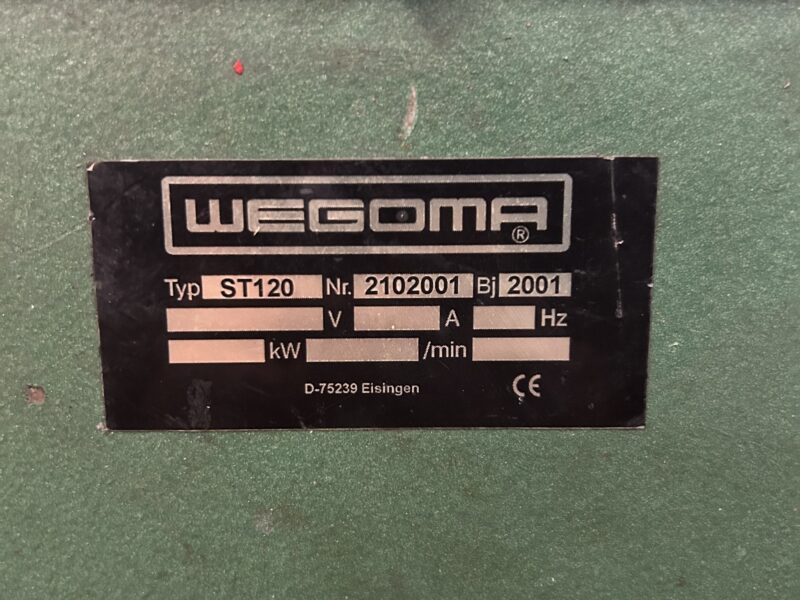 WEGOMA ®
Typ ST120 Nr. 2102001 Bj 2001
V A Hz
kW /min
D-75239 Eisingen CE